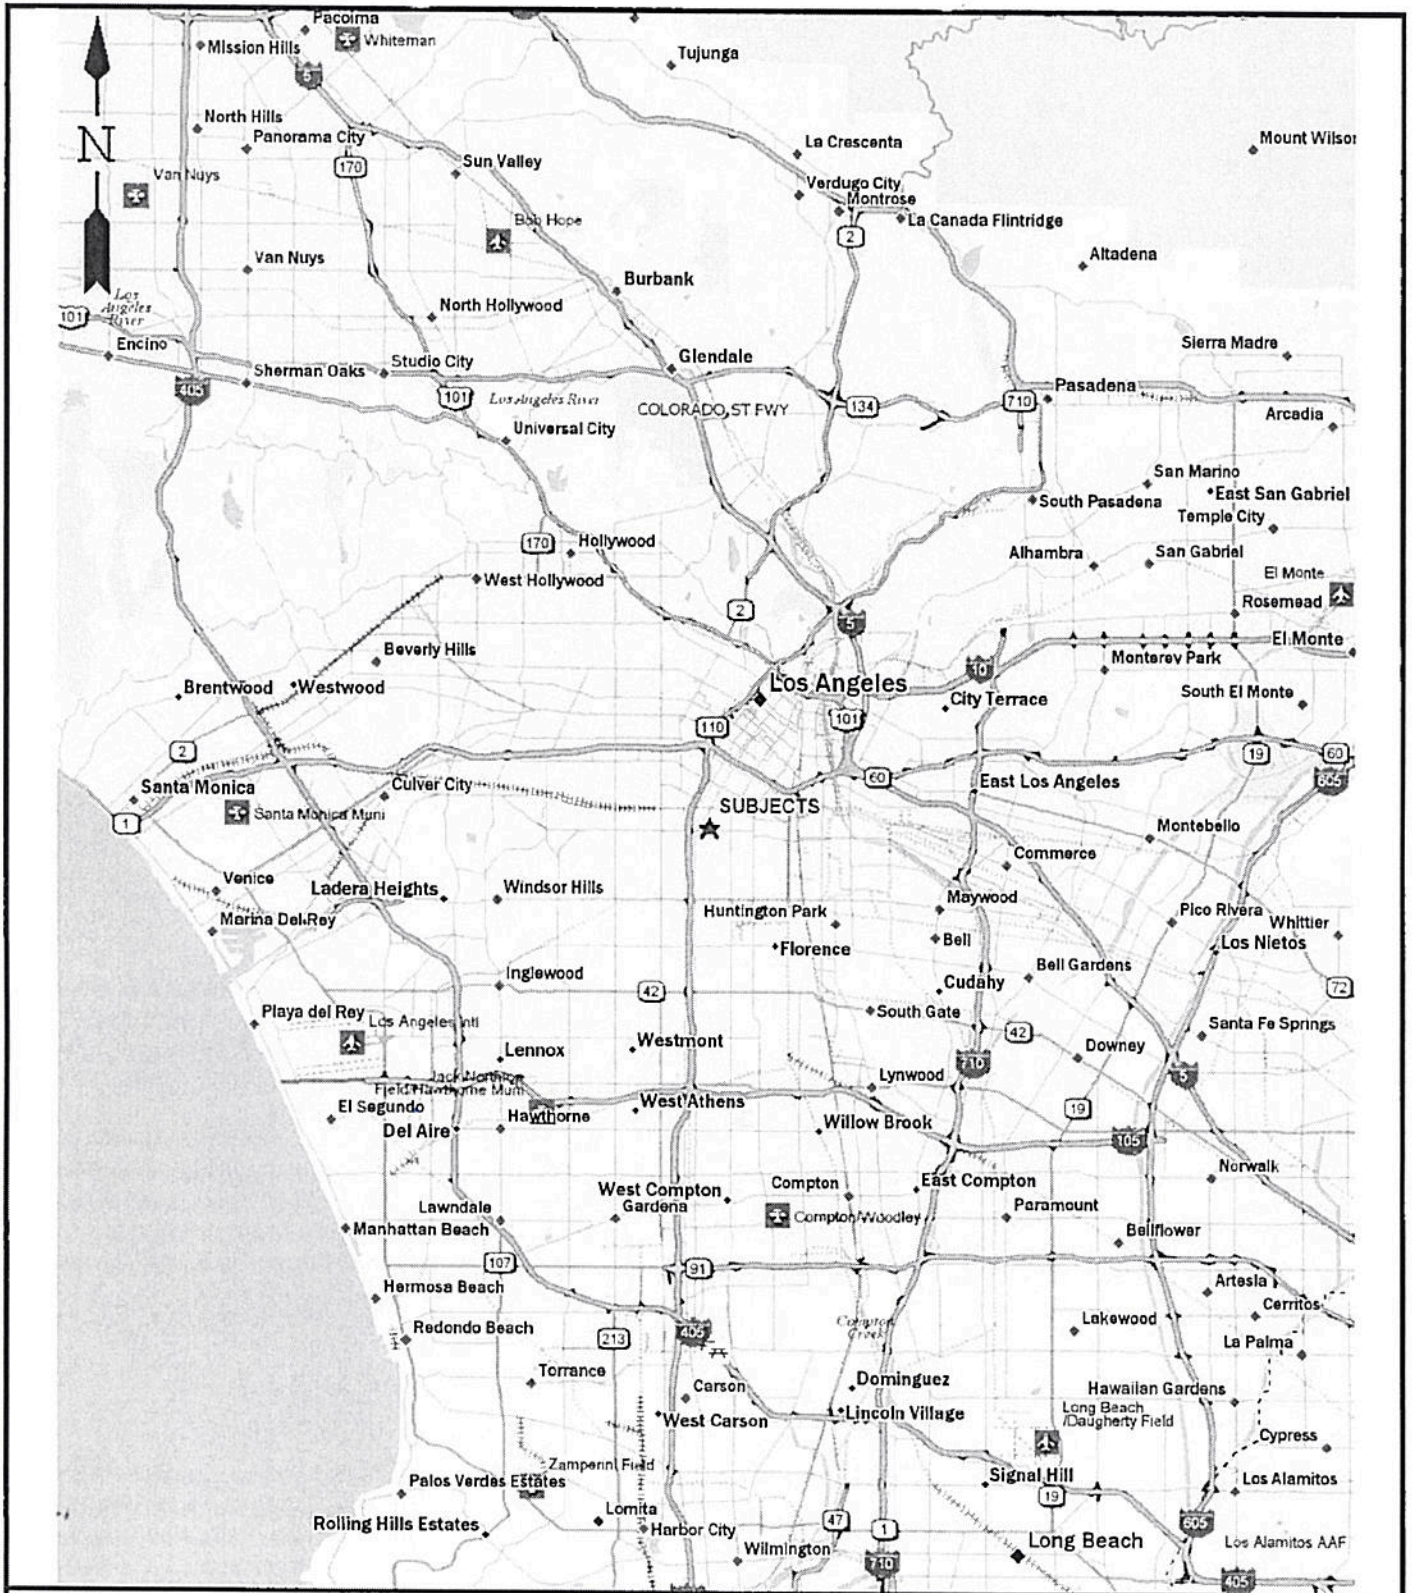 Pacoima
Whiteman
Mission Hills
Tujunga
5
North Hills
Panorama City
N
La Crescenta
Mount Wilson
170
Sun Valley
Van Nuys
Verdugo City
Montrose
La Canada Flintridge
Bob Hope
2
Van Nuys
Altadena
Burbank
Los
Angeles
River
101
North Hollywood
Encino
Sierra Madre
Studio City
Glendale
Sherman Oaks
405
101
Los Angeles River
COLORADO ST FWY
134
710
Pasadena
Arcadia
Universal City
San Marino
East San Gabriel
South Pasadena
Temple City
170
Hollywood
Alhambra
San Gabriel
West Hollywood
El Monte
2
5
Rosemead
El Monte
Beverly Hills
10
Monterey Park
Brentwood
Westwood
Los Angeles
City Terrace
South El Monte
110
101
2
19
60
60
605
Santa Monica
Culver City
East Los Angeles
1
Santa Monica Muni
SUBJECTS
Montebello
Commerce
Venice
Ladera Heights
Windsor Hills
Maywood
Marina Del Rey
Huntington Park
Pico Rivera
Whittier
Florence
Bell
Los Nietos
Inglewood
Bell Gardens
Cudahy
42
72
Playa del Rey
Los Angeles Intl
South Gate
42
Santa Fe Springs
Westmont
Lennox
Downey
710
5
Jack Northrop
Field/Hawthorne Muni
Lynwood
El Segundo
Hawthorne
West Athens
19
Del Aire
Willow Brook
105
Norwalk
West Compton
Compton
East Compton
Lawndale
Gardena
Compton/Woodley
Paramount
Manhattan Beach
Bellflower
107
91
Hermosa Beach
Artesia
Cerritos
Redondo Beach
213
405
Compton
Creek
Lakewood
La Palma
Torrance
Carson
Dominguez
Hawaiian Gardens
West Carson
Lincoln Village
Long Beach
/Daugherty Field
Cypress
Zamperini Field
Palos Verdes Estates
Signal Hill
Los Alamitos
19
Lomita
Rolling Hills Estates
Harbor City
47
1
605
Wilmington
710
Long Beach
Los Alamitos AAF
405